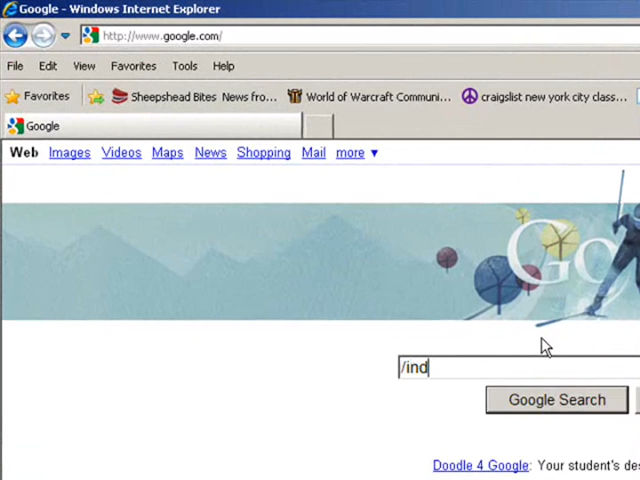 Google - Windows Internet Explorer
http://www.google.com/
File Edit View Favorites Tools Help
Favorites Sheepshead Bites News fro... World of Warcraft Communi... craigslist new york city class...
Google
Web Images Videos Maps News Shopping Mail more ▼
Go
/ind
Google Search
Doodle 4 Google: Your student's de